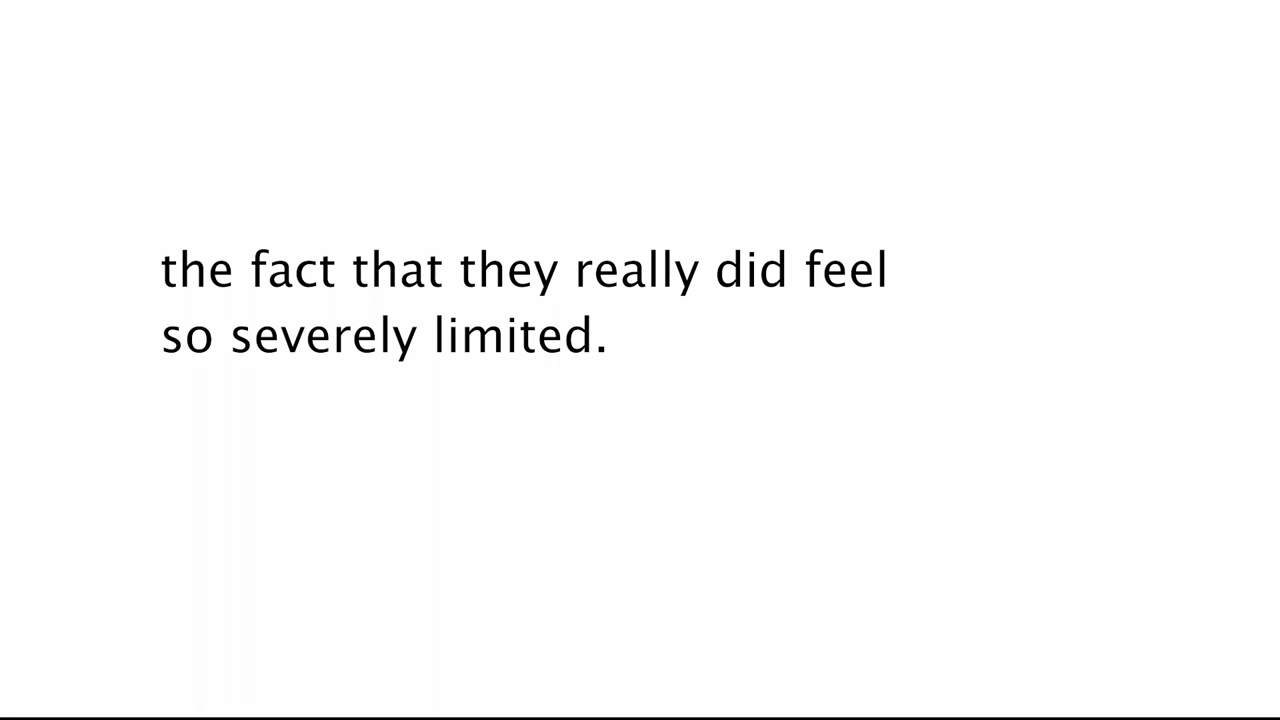 the fact that they really did feel
so severely limited.